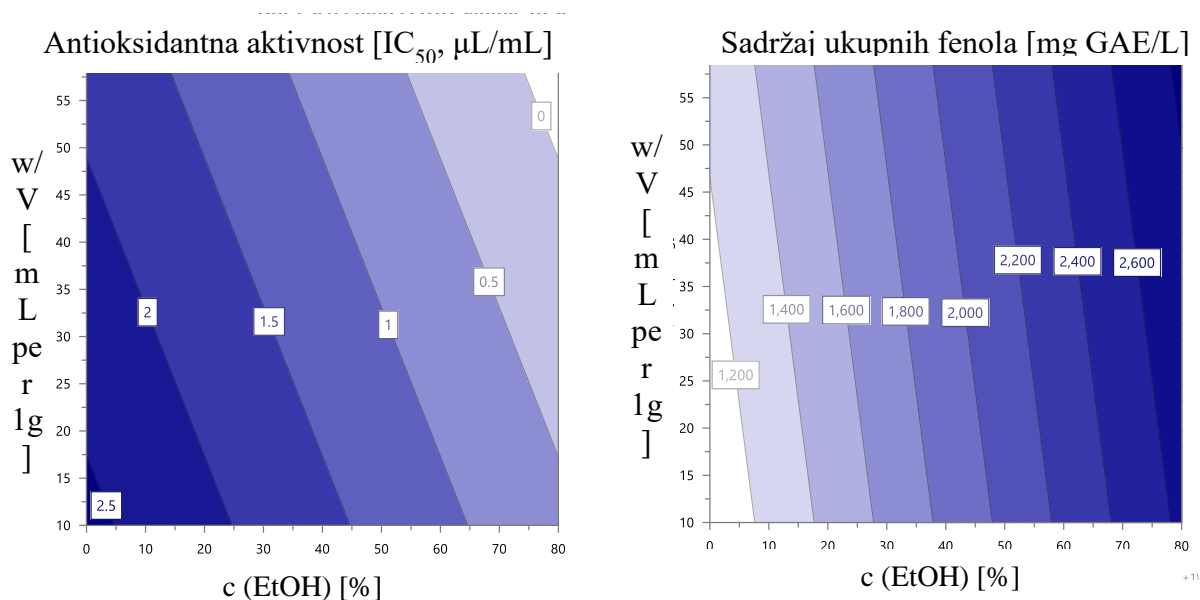 Antioksidantna aktivnost [IC50, μL/mL]
w/
V
[
m
L
pe
r
1g
]
55
50
45
40
35
30
25
20
15
10
0
0.5
1
1.5
2
2.5
0 10 20 30 40 50 60 70 80
c (EtOH) [%]
Sadržaj ukupnih fenola [mg GAE/L]
w/
V
[
m
L
pe
r
1g
]
55
50
45
40
35
30
25
20
15
10
2,200 2,400 2,600
1,400 1,600 1,800 2,000
1,200
0 10 20 30 40 50 60 70 80
c (EtOH) [%]